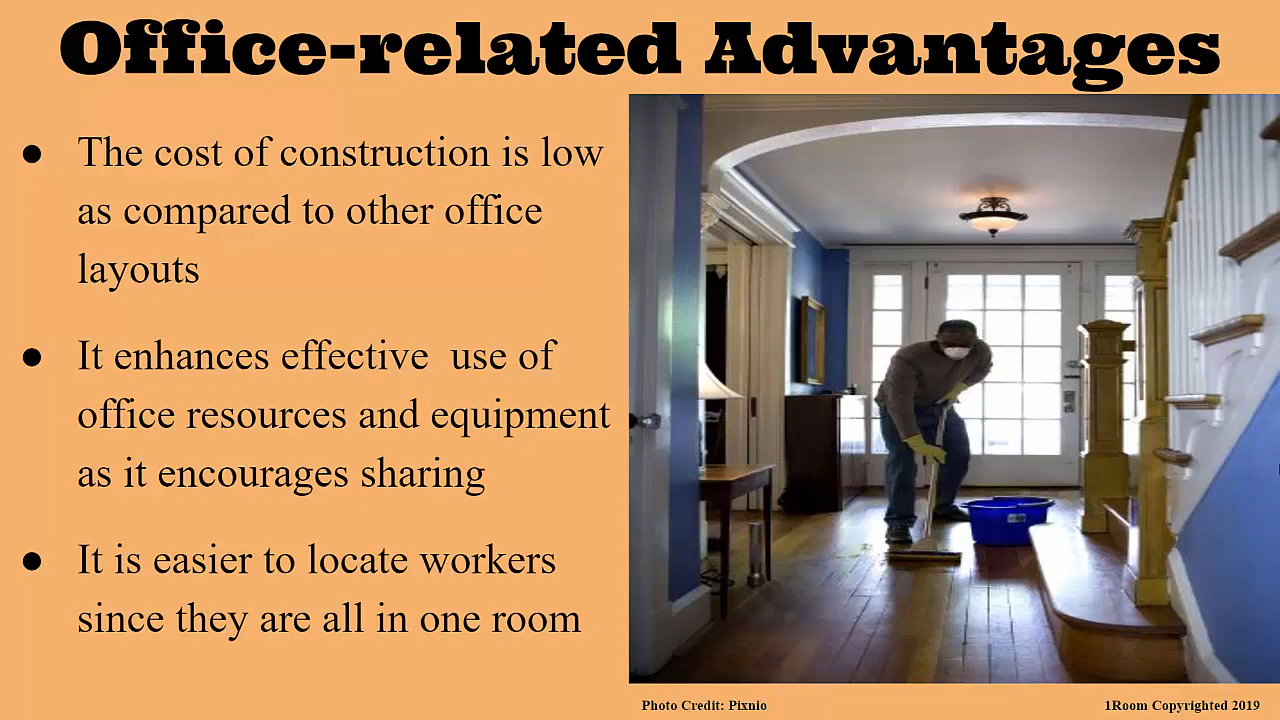 Office-related Advantages
● The cost of construction is low
as compared to other office
layouts
● It enhances effective  use of
office resources and equipment
as it encourages sharing
● It is easier to locate workers
since they are all in one room
Photo Credit: Pixnio
1Room Copyrighted 2019